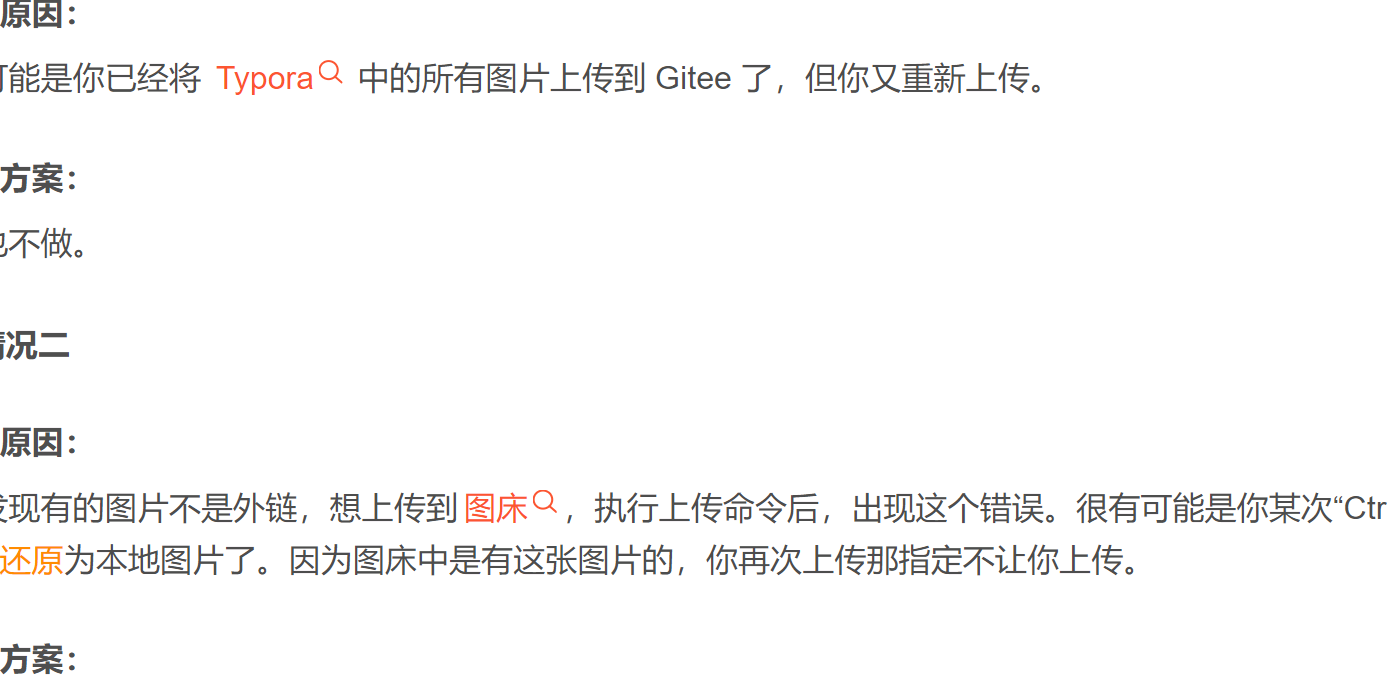 原因：
可能是你已经将 Typora 中的所有图片上传到 Gitee 了，但你又重新上传。
方案：
也不做。
情况二
原因：
发现有的图片不是外链，想上传到 图床 ，执行上传命令后，出现这个错误。很有可能是你某次“Ctr
还原为本地图片了。因为图床中是有这张图片的，你再次上传那指定不让你上传。
方案：